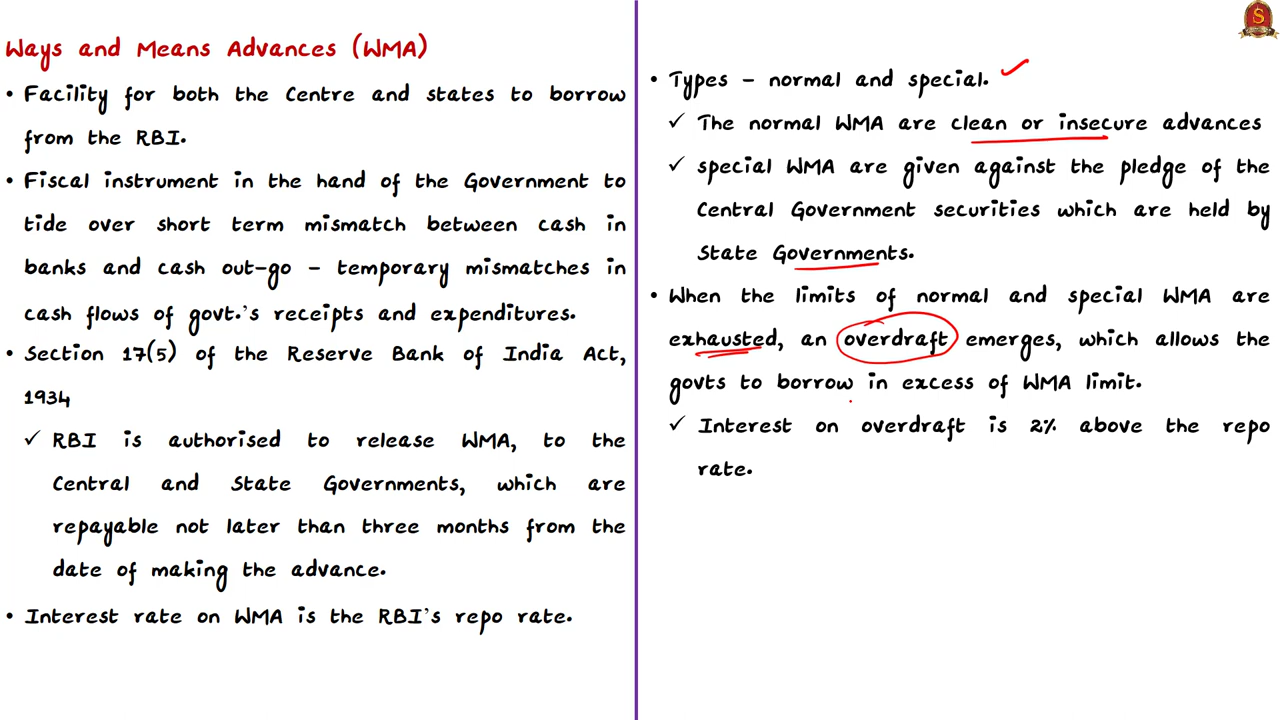 Ways and Means Advances (WMA)
• Facility for both the Centre and states to borrow
from the RBI.
• Fiscal instrument in the hand of the Government to
tide over short term mismatch between cash in
banks and cash out-go – temporary mismatches in
cash flows of govt.’s receipts and expenditures.
• Section 17(5) of the Reserve Bank of India Act,
1934
✓ RBI is authorised to release WMA, to the
Central and State Governments, which are
repayable not later than three months from the
date of making the advance.
• Interest rate on WMA is the RBI’s repo rate.
• Types – normal and special.
✓ The normal WMA are clean or insecure advances
✓ special WMA are given against the pledge of the
Central Government securities which are held by
State Governments.
• When the limits of normal and special WMA are
exhausted, an overdraft emerges, which allows the
govts to borrow in excess of WMA limit.
✓ Interest on overdraft is 2% above the repo
rate.
S